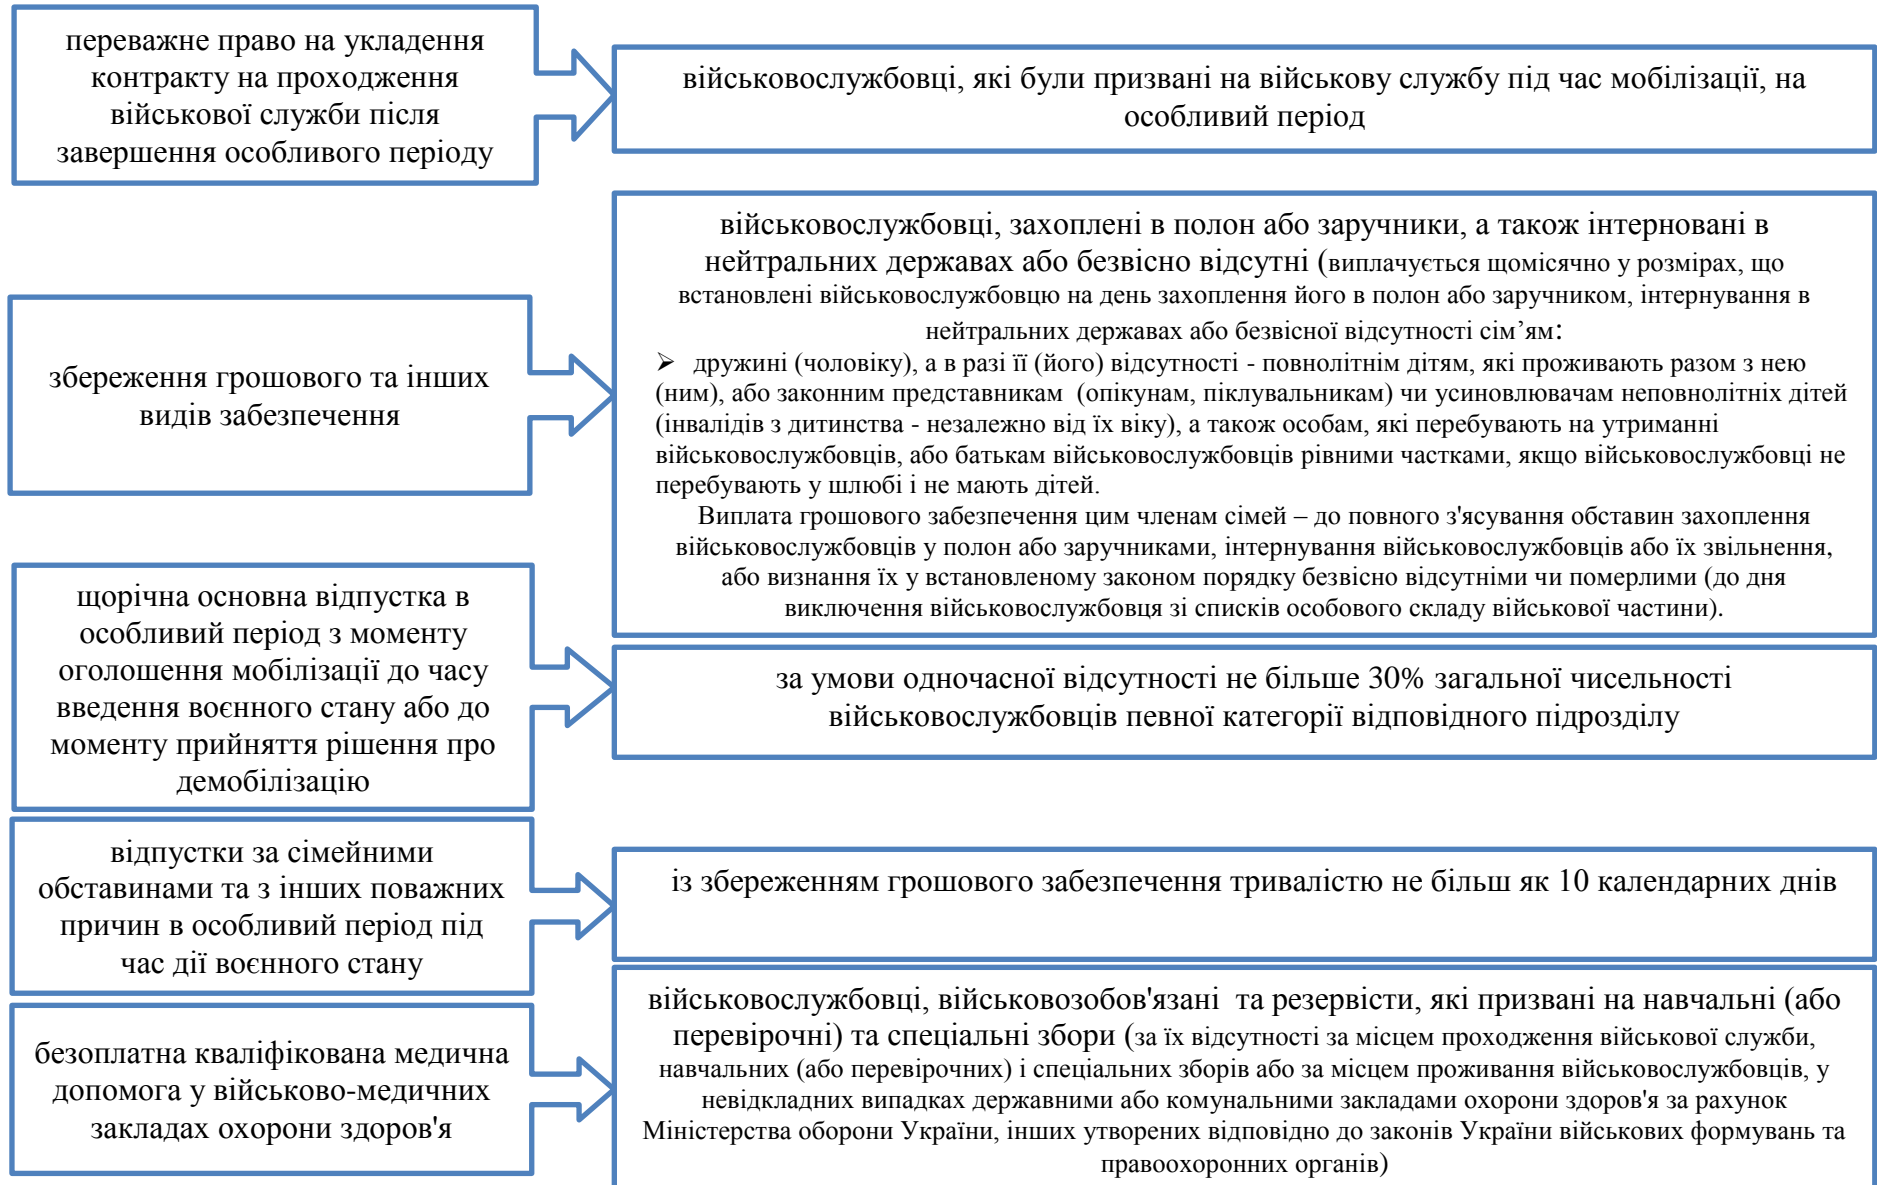 переважне право на укладення
контракту на проходження
військової служби після
завершення особливого періоду
військовослужбовці, які були призвані на військову службу під час мобілізації, на
особливий період
збереження грошового та інших
видів забезпечення
військовослужбовці, захоплені в полон або заручники, а також інтерновані в
нейтральних державах або безвісно відсутні (виплачується щомісячно у розмірах, що
встановлені військовослужбовцю на день захоплення його в полон або заручником, інтернування в
нейтральних державах або безвісної відсутності сім’ям:
➢ дружині (чоловіку), а в разі її (його) відсутності - повнолітнім дітям, які проживають разом з нею
(ним), або законним представникам (опікунам, піклувальникам) чи усиновлювачам неповнолітніх дітей
(інвалідів з дитинства - незалежно від їх віку), а також особам, які перебувають на утриманні
військовослужбовців, або батькам військовослужбовців рівними частками, якщо військовослужбовці не
перебувають у шлюбі і не мають дітей.
Виплата грошового забезпечення цим членам сімей – до повного з'ясування обставин захоплення
військовослужбовців у полон або заручниками, інтернування військовослужбовців або їх звільнення,
або визнання їх у встановленому законом порядку безвісно відсутніми чи померлими (до дня
виключення військовослужбовця зі списків особового складу військової частини).
щорічна основна відпустка в
особливий період з моменту
оголошення мобілізації до часу
введення воєнного стану або до
моменту прийняття рішення про
демобілізацію
за умови одночасної відсутності не більше 30% загальної чисельності
військовослужбовців певної категорії відповідного підрозділу
відпустки за сімейними
обставинами та з інших поважних
причин в особливий період під
час дії воєнного стану
із збереженням грошового забезпечення тривалістю не більш як 10 календарних днів
безоплатна кваліфікована медична
допомога у військово-медичних
закладах охорони здоров'я
військовослужбовці, військовозобов'язані та резервісти, які призвані на навчальні (або
перевірочні) та спеціальні збори (за їх відсутності за місцем проходження військової служби,
навчальних (або перевірочних) і спеціальних зборів або за місцем проживання військовослужбовців, у
невідкладних випадках державними або комунальними закладами охорони здоров'я за рахунок
Міністерства оборони України, інших утворених відповідно до законів України військових формувань та
правоохоронних органів)